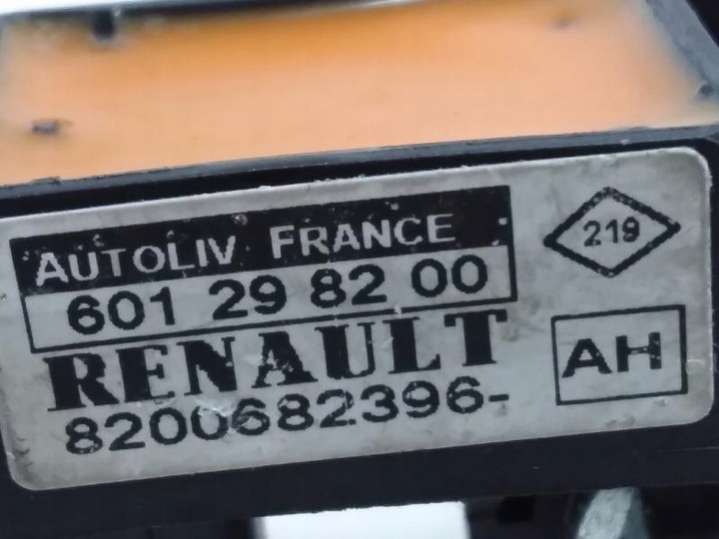 AUTOLIV FRANCE
601 29 82 00
RENAULT
8200682396-
219
AH